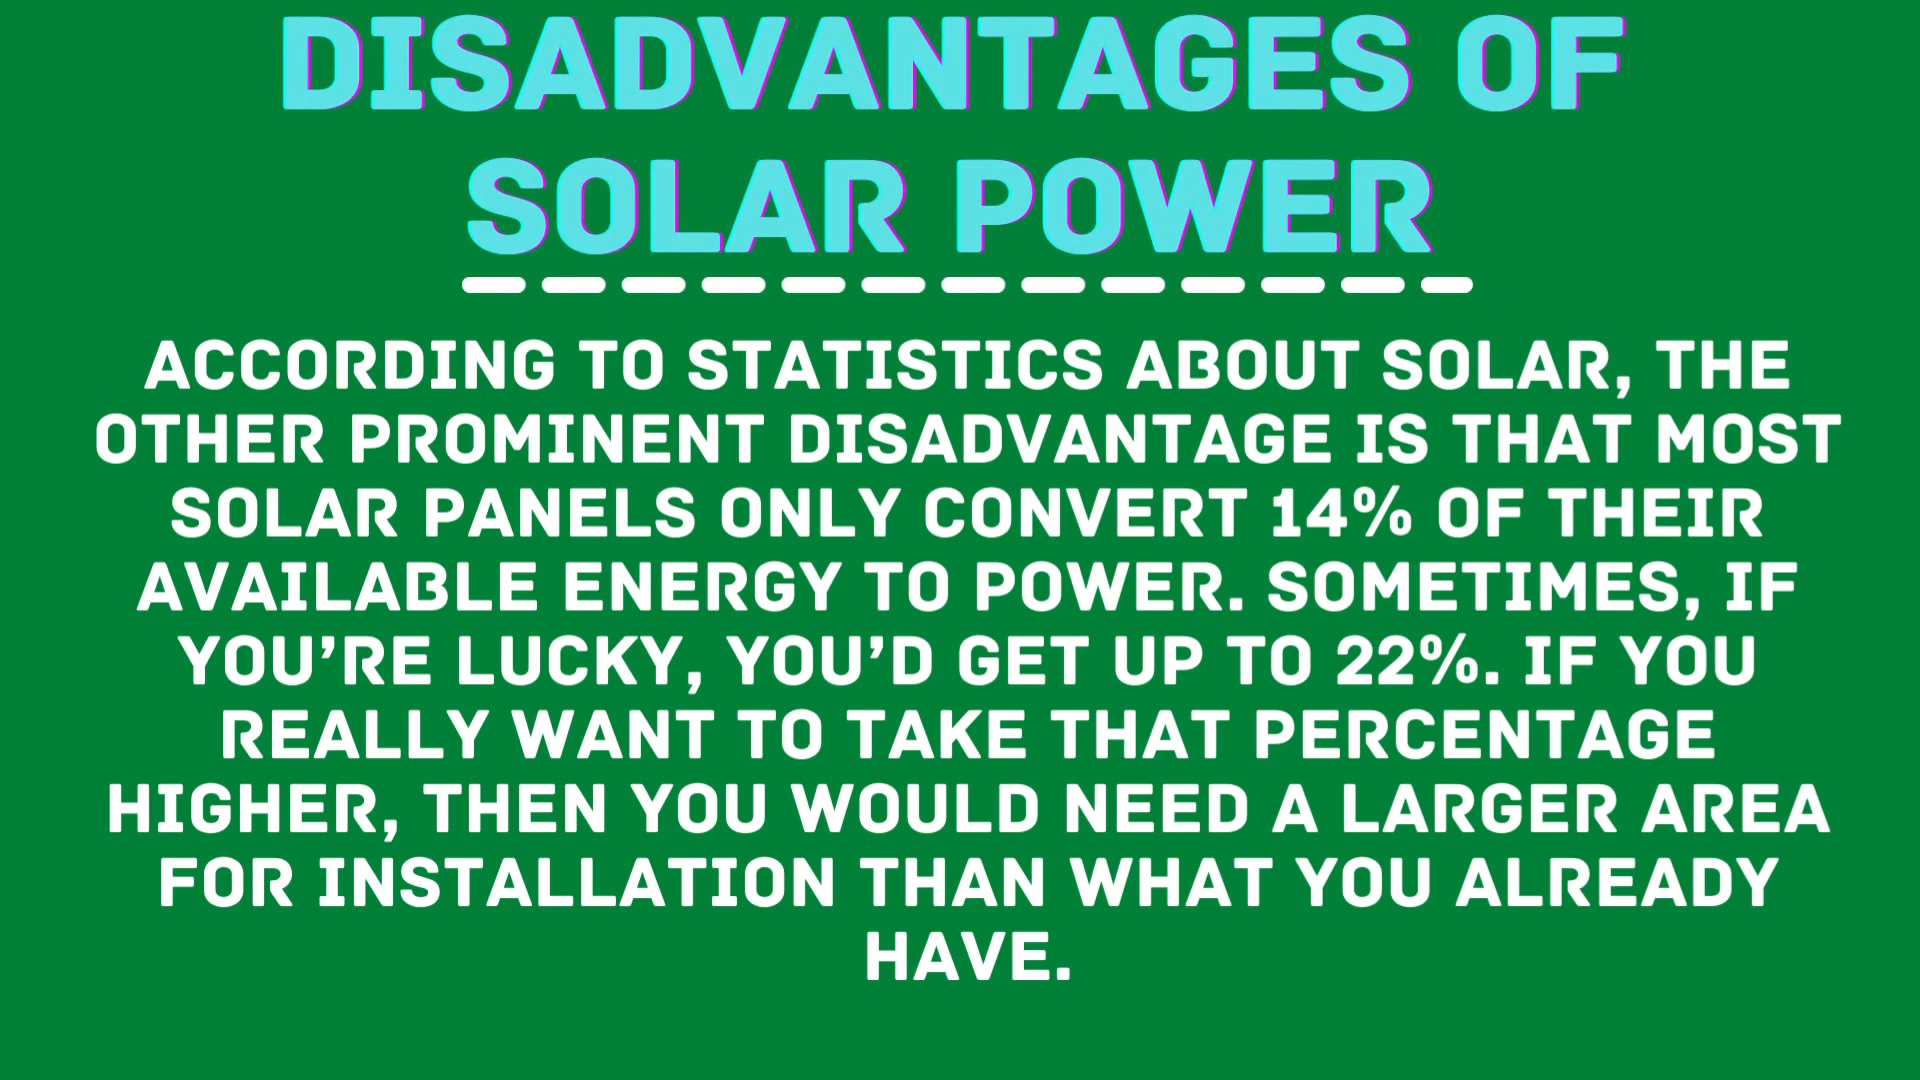 DISADVANTAGES OF
SOLAR POWER
ACCORDING TO STATISTICS ABOUT SOLAR, THE
OTHER PROMINENT DISADVANTAGE IS THAT MOST
SOLAR PANELS ONLY CONVERT 14% OF THEIR
AVAILABLE ENERGY TO POWER. SOMETIMES, IF
YOU’RE LUCKY, YOU’D GET UP TO 22%. IF YOU
REALLY WANT TO TAKE THAT PERCENTAGE
HIGHER, THEN YOU WOULD NEED A LARGER AREA
FOR INSTALLATION THAN WHAT YOU ALREADY
HAVE.